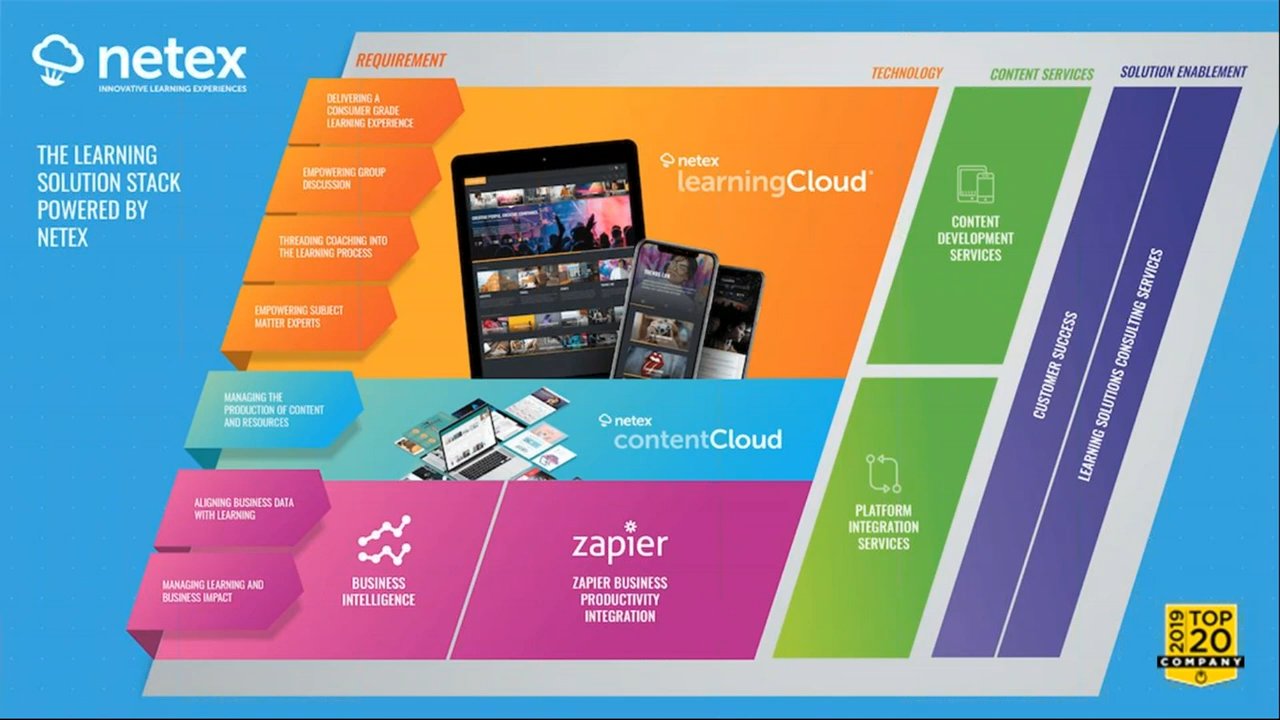 netex
INNOVATIVE LEARNING EXPERIENCES
THE LEARNING
SOLUTION STACK
POWERED BY
NETEX
REQUIREMENT
TECHNOLOGY
CONTENT SERVICES
SOLUTION ENABLEMENT
DELIVERING A
CONSUMER GRADE
LEARNING EXPERIENCE
EMPOWERING GROUP
DISCUSSION
THREADING COACHING INTO
THE LEARNING PROCESS
EMPOWERING SUBJECT
MATTER EXPERTS
netex
learningCloud
MANAGING THE
PRODUCTION OF CONTENT
AND RESOURCES
netex
contentCloud
ALIGNING BUSINESS DATA
WITH LEARNING
MANAGING LEARNING AND
BUSINESS IMPACT
BUSINESS
INTELLIGENCE
zapier
ZAPIER BUSINESS
PRODUCTIVITY
INTEGRATION
CONTENT
DEVELOPMENT
SERVICES
PLATFORM
INTEGRATION
SERVICES
CUSTOMER SUCCESS
LEARNING SOLUTIONS CONSULTING SERVICES
2019
TOP
20
COMPANY